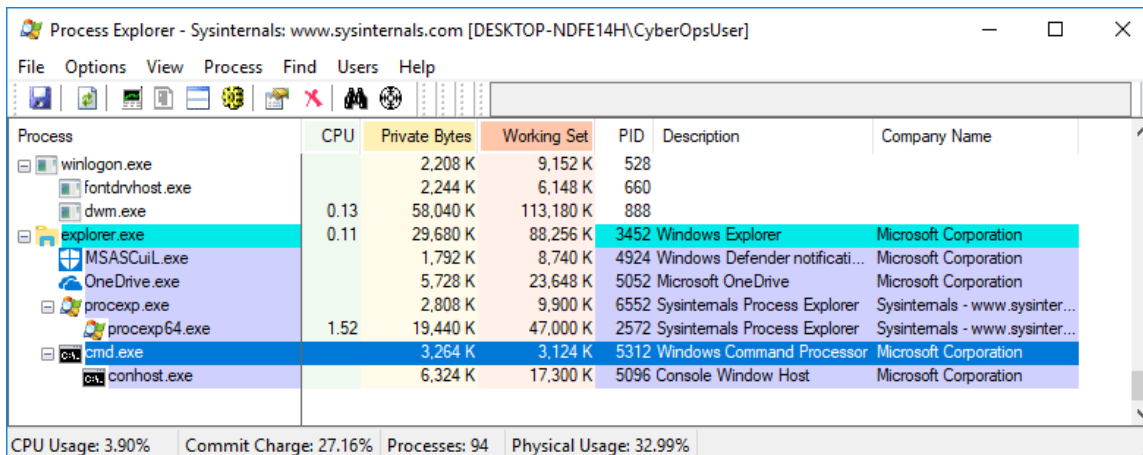 Process Explorer - Sysinternals: www.sysinternals.com [DESKTOP-NDFE14H\CyberOpsUser]
File Options View Process Find Users Help
Process CPU Private Bytes Working Set PID Description Company Name
winlogon.exe 2,208 K 9,152 K 528
fontdrvhost.exe 2,244 K 6,148 K 660
dwm.exe 0.13 58,040 K 113,180 K 888
explorer.exe 0.11 29,680 K 88,256 K 3452 Windows Explorer Microsoft Corporation
MSASCuiL.exe 1,792 K 8,740 K 4924 Windows Defender notificati... Microsoft Corporation
OneDrive.exe 5,728 K 23,648 K 5052 Microsoft OneDrive Microsoft Corporation
procexp.exe 2,808 K 9,900 K 6552 Sysinternals Process Explorer Sysinternals - www.sysinter...
procexp64.exe 1.52 19,440 K 47,000 K 2572 Sysinternals Process Explorer Sysinternals - www.sysinter...
cmd.exe 3,264 K 3,124 K 5312 Windows Command Processor Microsoft Corporation
conhost.exe 6,324 K 17,300 K 5096 Console Window Host Microsoft Corporation
CPU Usage: 3.90% Commit Charge: 27.16% Processes: 94 Physical Usage: 32.99%